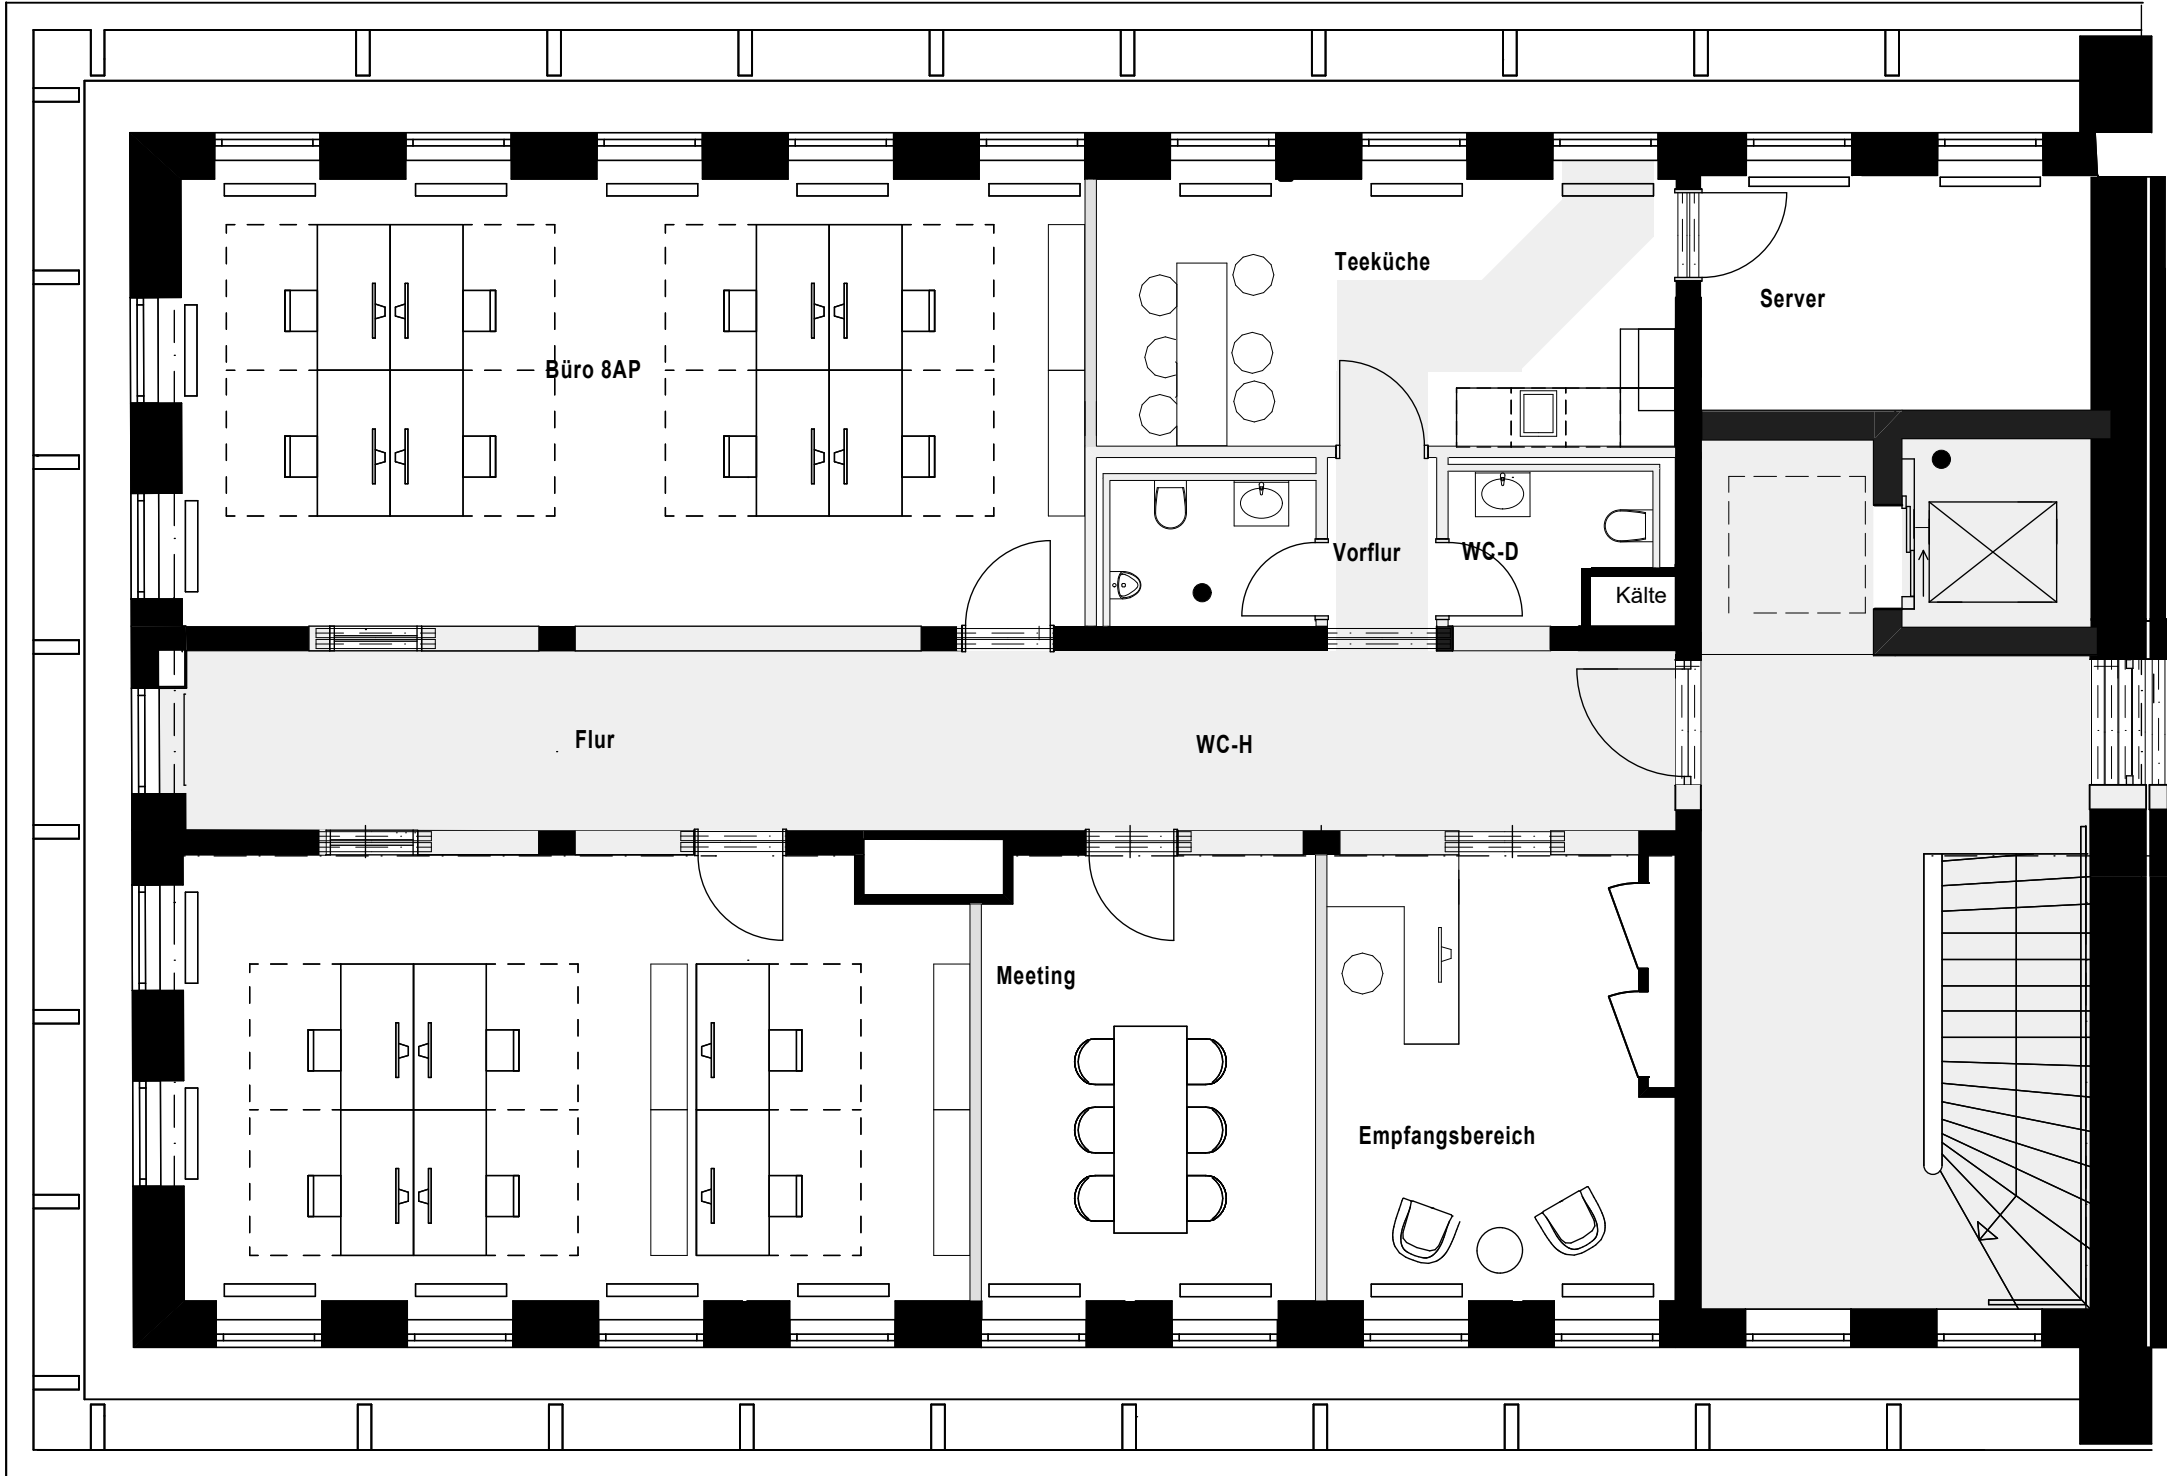 Teeküche
Server
Büro 8AP
Vorflur
WC-D
Kälte
Flur
WC-H
Meeting
Empfangsbereich